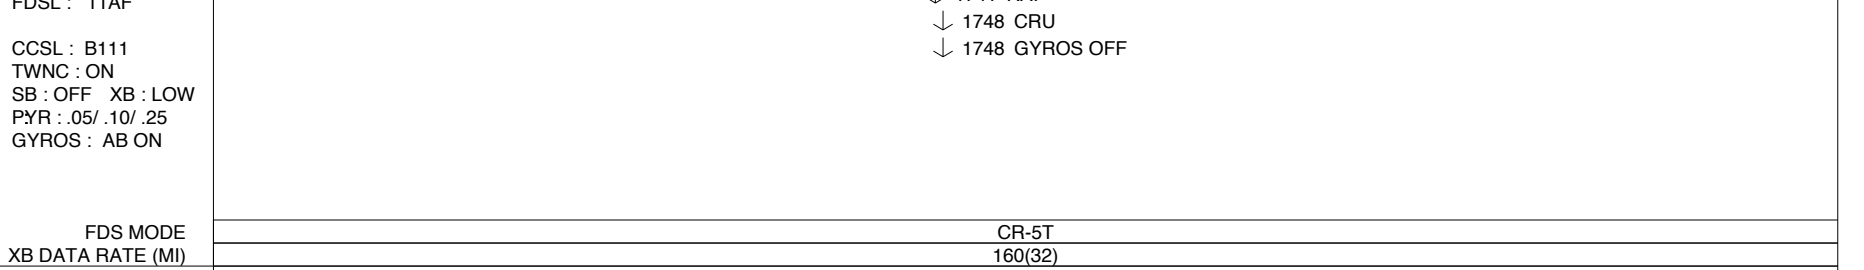 FDSL : 11AF
1748 CRU
CCSL : B111
1748 GYROS OFF
TWNC : ON
SB : OFF XB : LOW
P:YR : .05/ .10/ .25
GYROS : AB ON
FDS MODE CR-5T
XB DATA RATE (MI) 160(32)